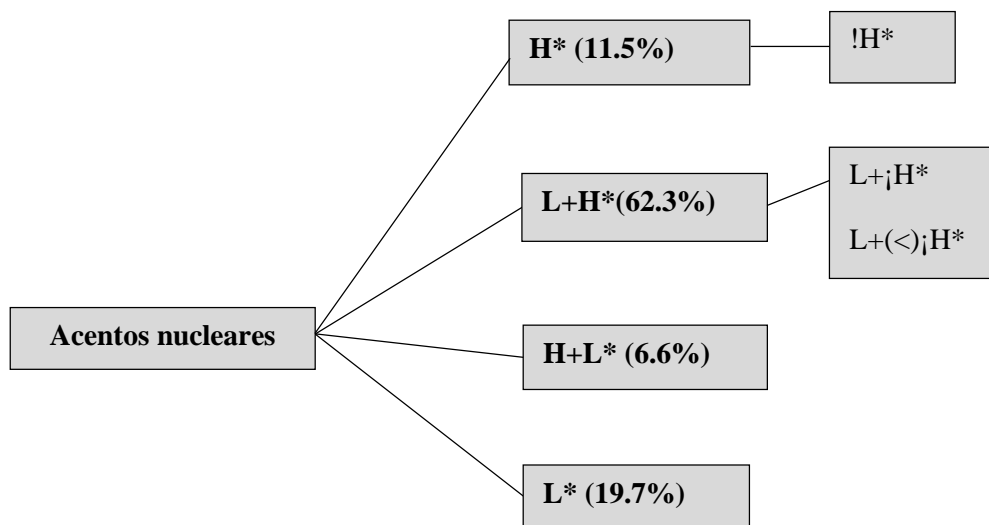 H* (11.5%)
!H*
L+H*(62.3%)
L+¡H*
L+(<)¡H*
Acentos nucleares
H+L* (6.6%)
L* (19.7%)